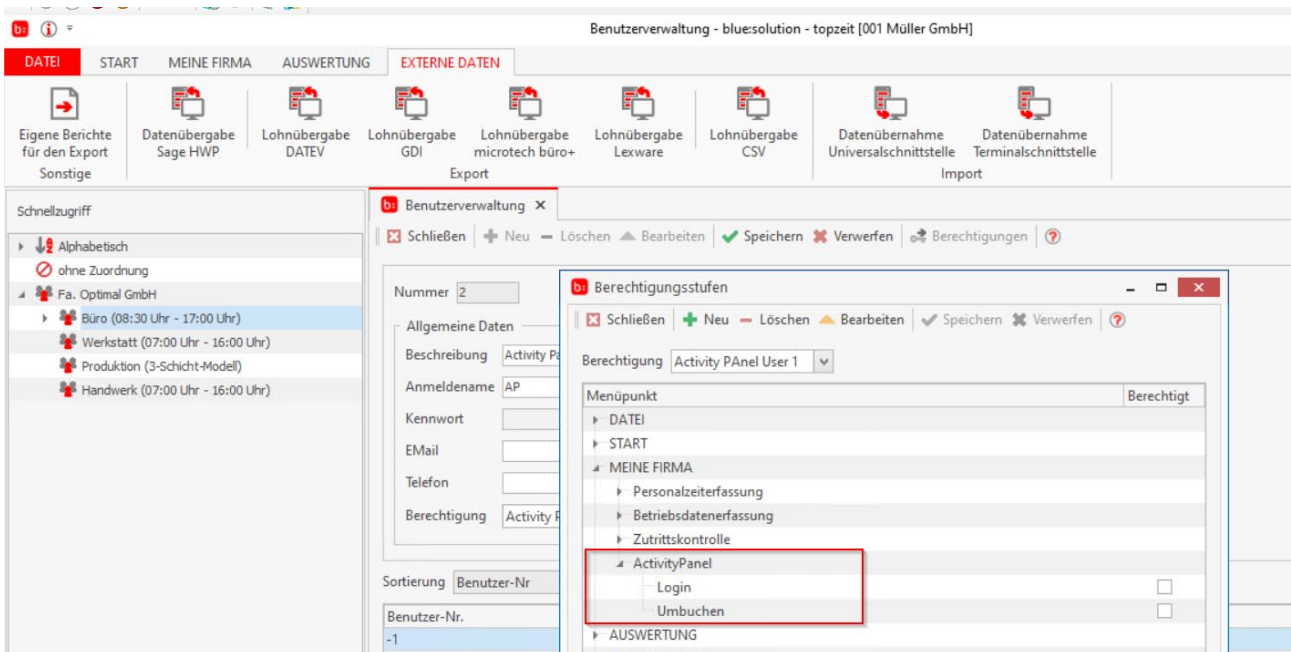 Benutzerverwaltung - blue:solution - topzeit [001 Müller GmbH]
DATEI START MEINE FIRMA AUSWERTUNG EXTERNE DATEN
Eigene Berichte für den Export
Datenübergabe Sage HWP
Lohnübergabe DATEV
Lohnübergabe GDI
Lohnübergabe microtech büro+
Lohnübergabe Lexware
Lohnübergabe CSV
Datenübernahme Universalschnittstelle
Datenübernahme Terminalschnittstelle
Sonstige Export Import
Schnellzugriff
Alphabetisch
ohne Zuordnung
Fa. Optimal GmbH
Büro (08:30 Uhr - 17:00 Uhr)
Werkstatt (07:00 Uhr - 16:00 Uhr)
Produktion (3-Schicht-Modell)
Handwerk (07:00 Uhr - 16:00 Uhr)
b: Benutzerverwaltung
Schließen Neu Löschen Bearbeiten Speichern Verwerfen Berechtigungen ?
Nummer 2
Allgemeine Daten
Beschreibung Activity Pa
Anmeldename AP
Kennwort
EMail
Telefon
Berechtigung Activity P
Sortierung Benutzer-Nr
Benutzer-Nr.
-1
b: Berechtigungsstufen
Schließen Neu Löschen Bearbeiten Speichern Verwerfen ?
Berechtigung Activity PAnel User 1
Menüpunkt Berechtigt
DATEI
START
MEINE FIRMA
Personalzeiterfassung
Betriebsdatenerfassung
Zutrittskontrolle
ActivityPanel
Login
Umbuchen
AUSWERTUNG